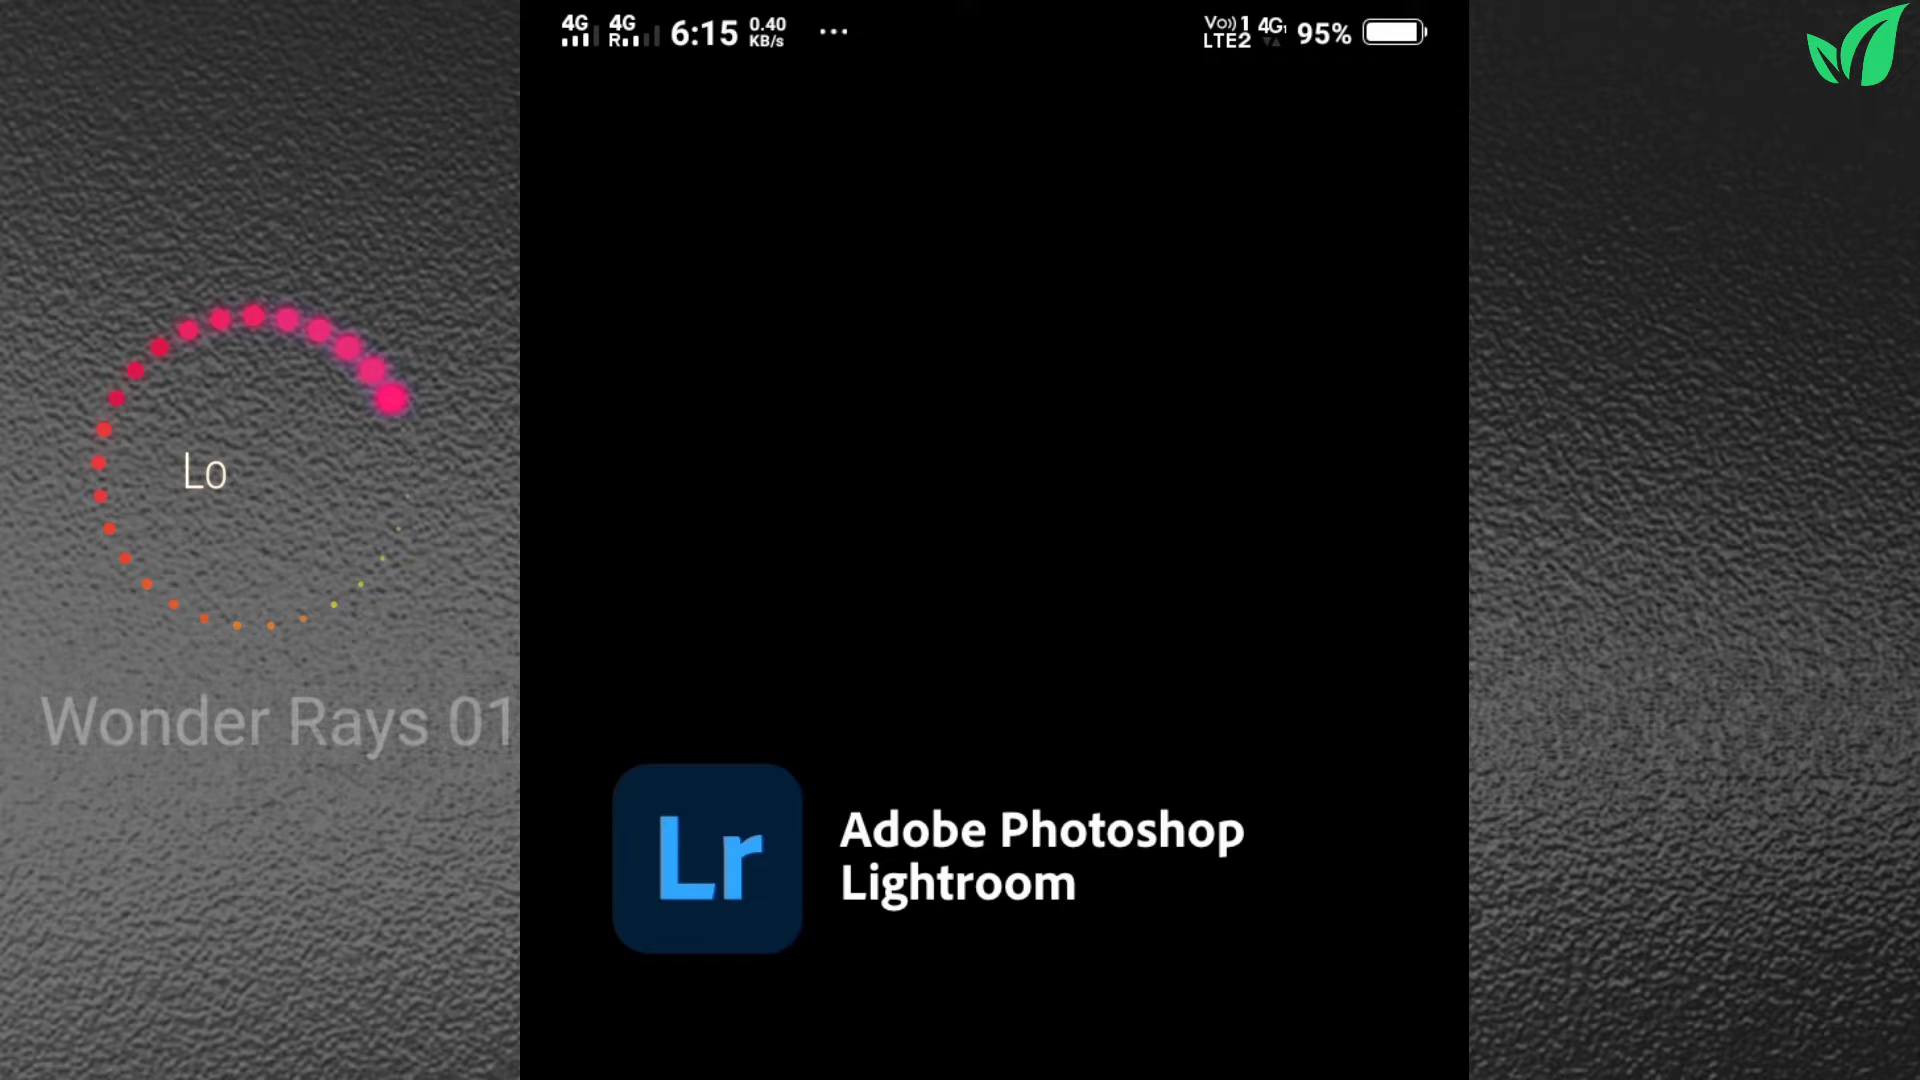 4G 4G R 6:15 0.40 KB/s ... Vo)) 1 LTE2 4G1 95%
Lo
Wonder Rays 01
Lr
Adobe Photoshop
Lightroom